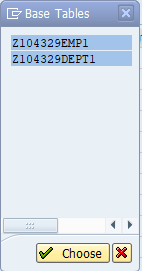 Base Tables
Z104329EMP1
Z104329DEPT1
Choose